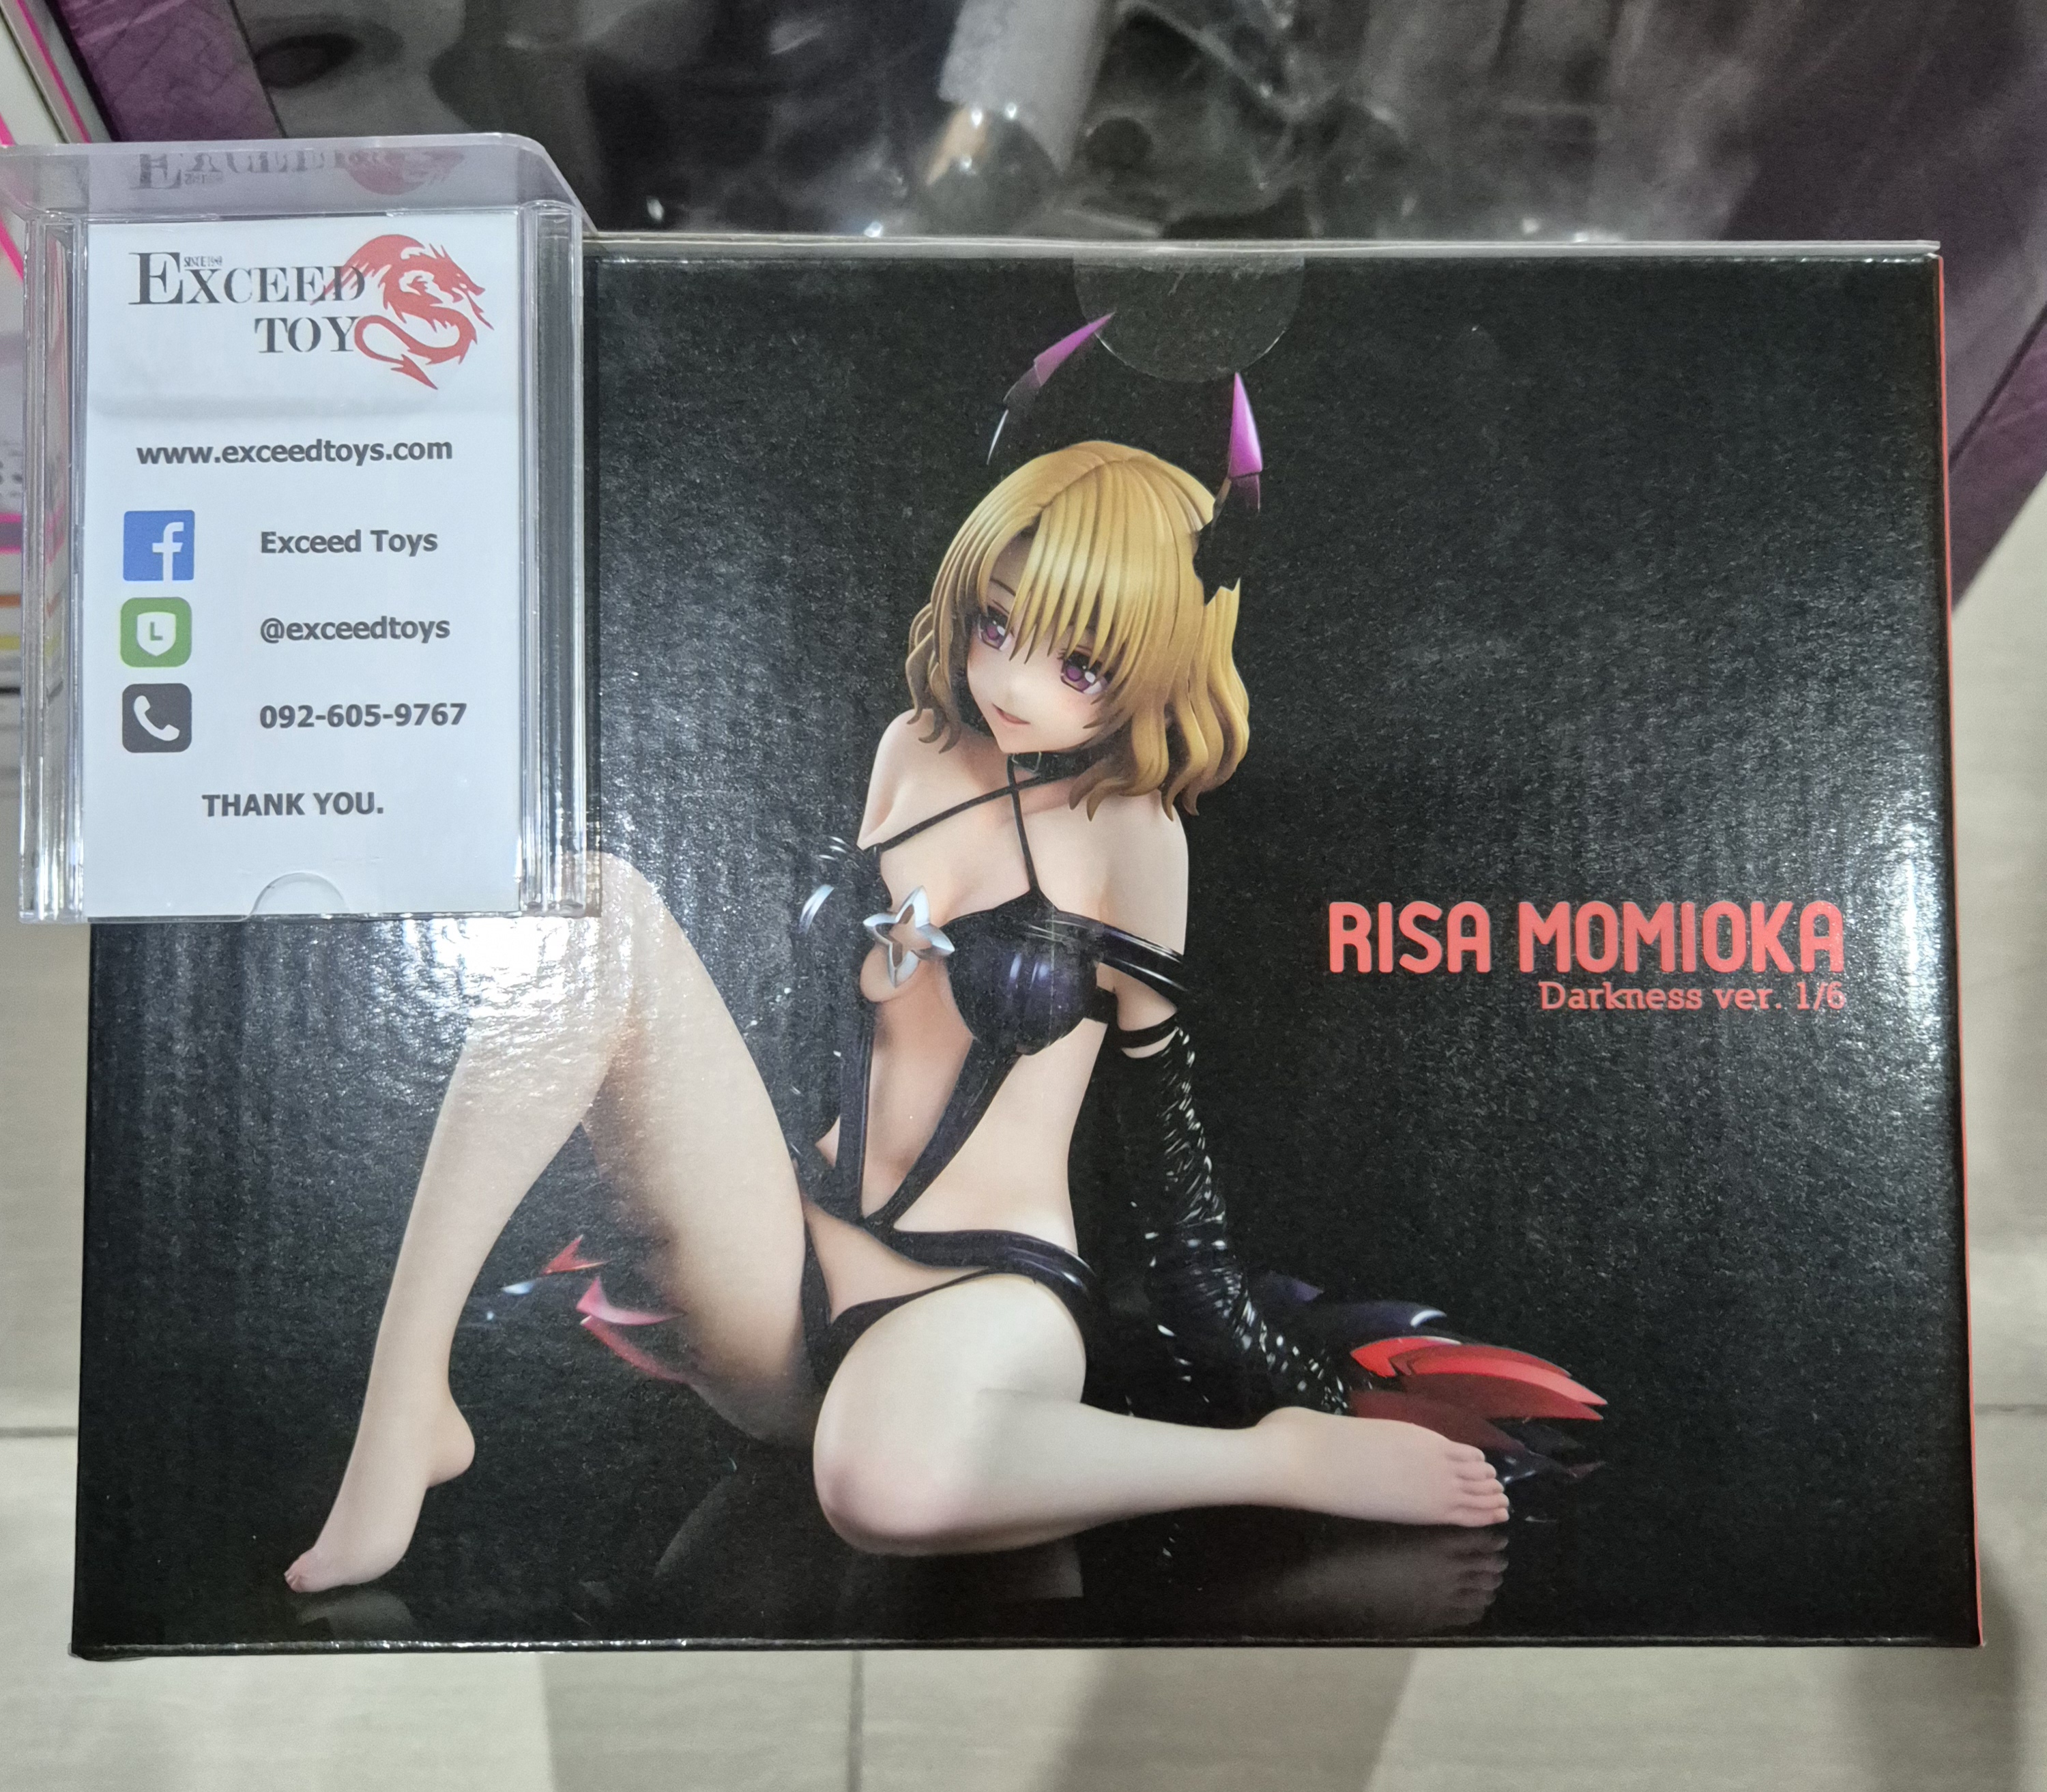 SINCE 1989
EXCEED
TOY
www.exceedtoys.com
Exceed Toys
L
@exceedtoys
092-605-9767
THANK YOU.
RISA MOMIOKA
Darkness ver. 1/6